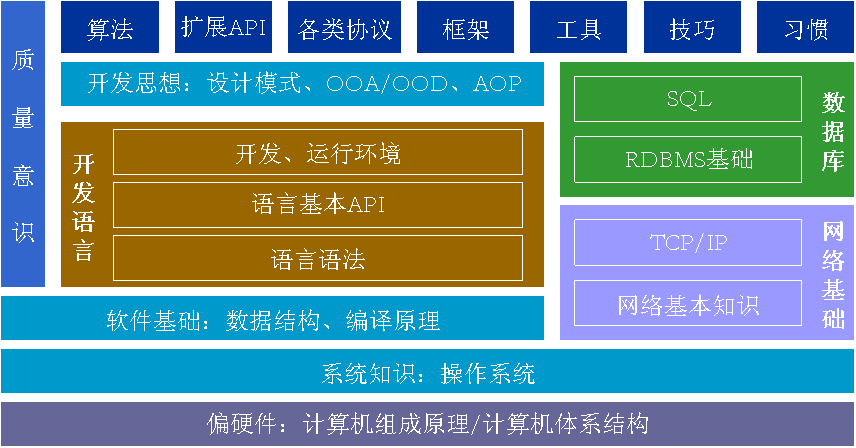 质量意识
算法
扩展API
各类协议
框架
工具
技巧
习惯
开发思想：设计模式、OOA/OOD、AOP
开发语言
开发、运行环境
语言基本API
语言语法
数据库
SQL
RDBMS基础
网络基础
TCP/IP
网络基本知识
软件基础：数据结构、编译原理
系统知识：操作系统
偏硬件：计算机组成原理/计算机体系结构